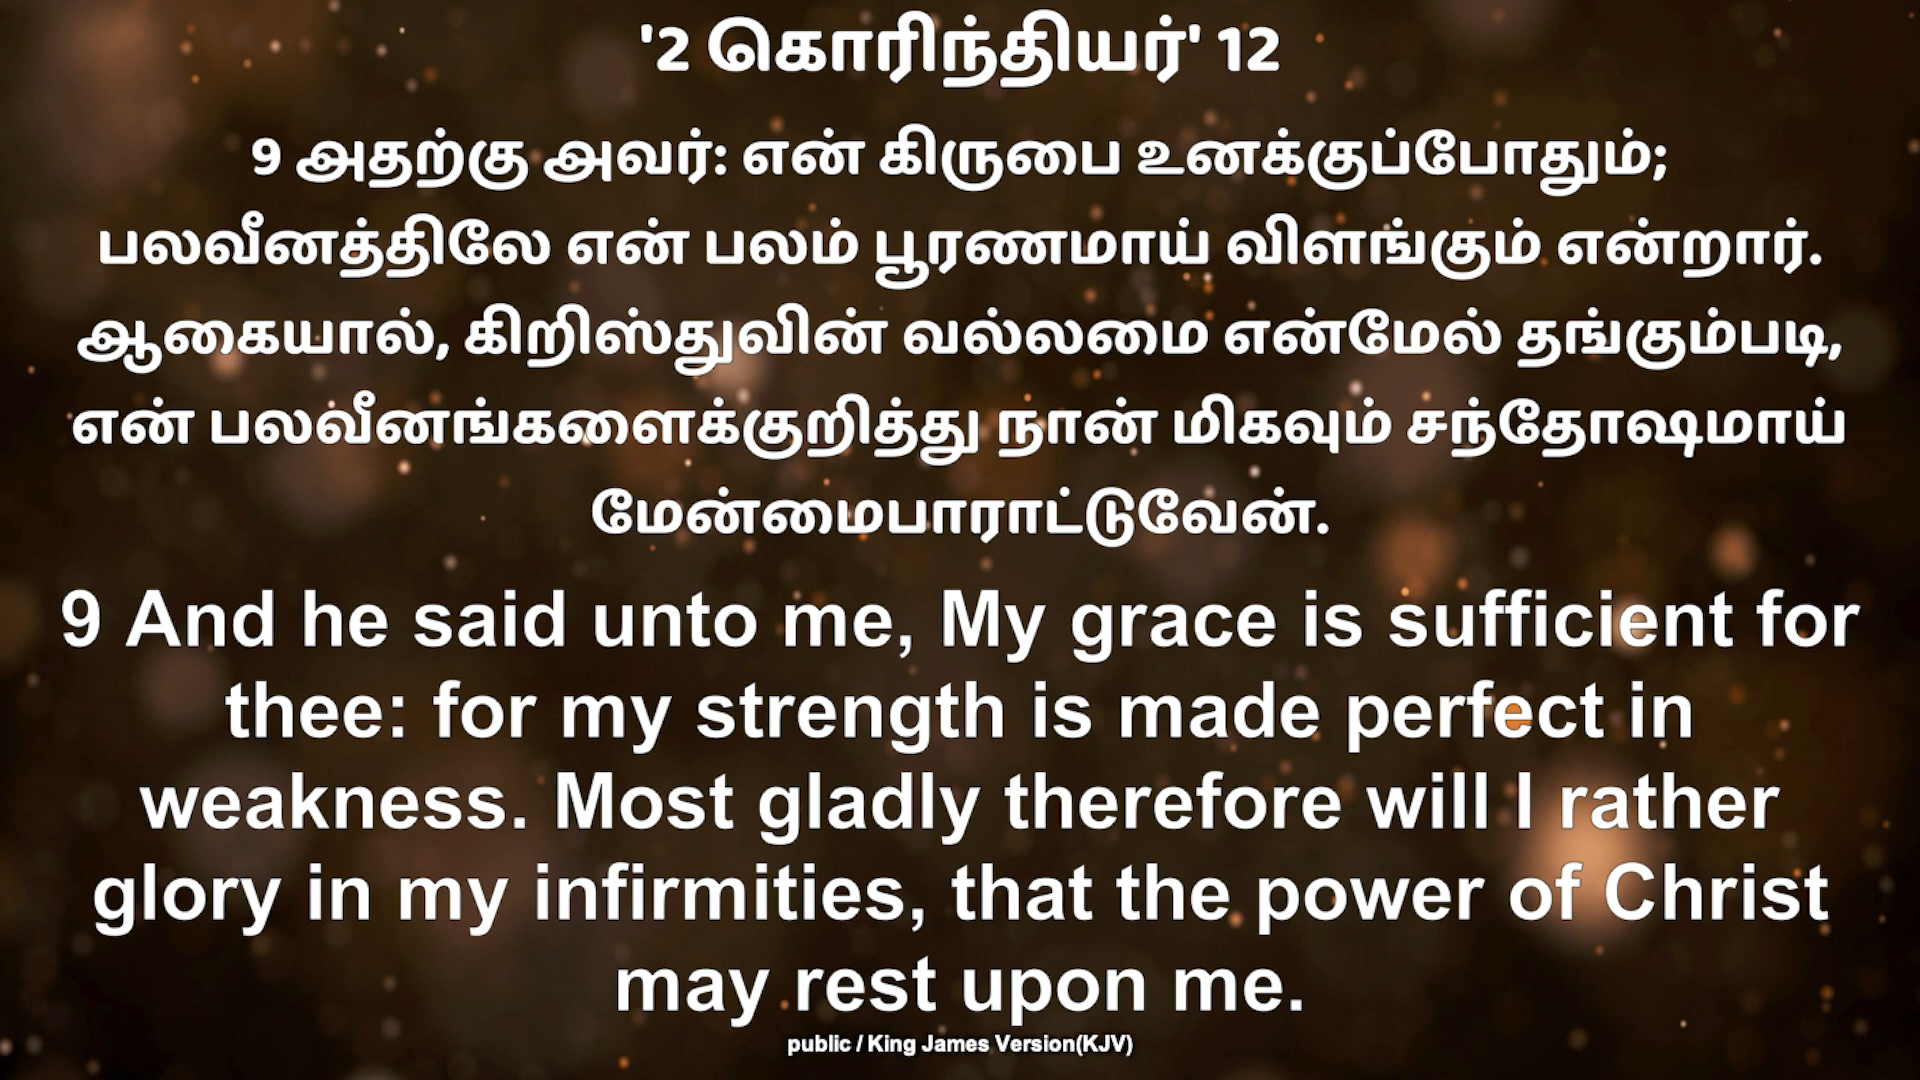 '2 கொரிந்தியர்' 12
9 அதற்கு அவர்: என் கிருபை உனக்குப்போதும்;
பலவீனத்திலே என் பலம் பூரணமாய் விளங்கும் என்றார்.
ஆகையால், கிறிஸ்துவின் வல்லமை என்மேல் தங்கும்படி,
என் பலவீனங்களைக்குறித்து நான் மிகவும் சந்தோஷமாய்
மேன்மைபாராட்டுவேன்.
9 And he said unto me, My grace is sufficient for
thee: for my strength is made perfect in
weakness. Most gladly therefore will I rather
glory in my infirmities, that the power of Christ
may rest upon me.
public / King James Version(KJV)